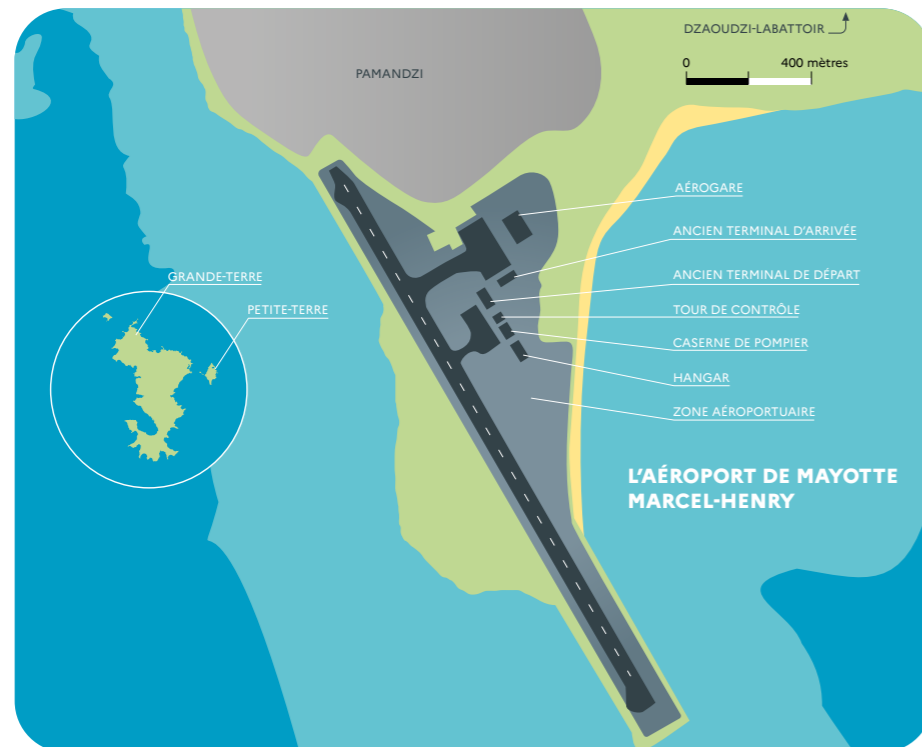 DZAOUDZI-LABATTOIR
0 400 mètres
PAMANDZI
AÉROGARE
ANCIEN TERMINAL D'ARRIVÉE
GRANDE-TERRE
ANCIEN TERMINAL DE DÉPART
PETITE-TERRE
TOUR DE CONTRÔLE
CASERNE DE POMPIER
HANGAR
ZONE AÉROPORTUAIRE
L'AÉROPORT DE MAYOTTE
MARCEL-HENRY